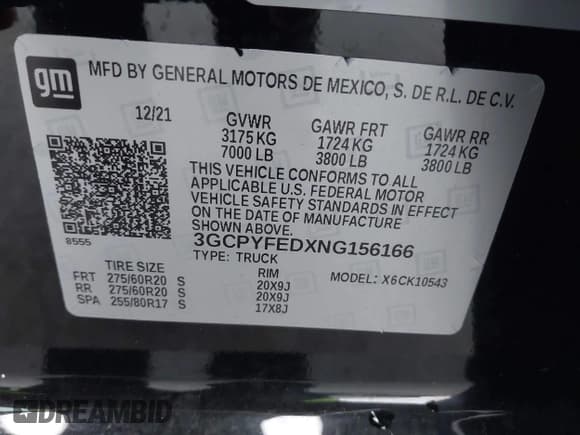 gm
MFD BY GENERAL MOTORS DE MEXICO, S. DE R.L. DE C.V.
12/21 GVWR GAWR FRT GAWR RR
3175 KG 1724 KG 1724 KG
7000 LB 3800 LB 3800 LB
THIS VEHICLE CONFORMS TO ALL
APPLICABLE U.S. FEDERAL MOTOR
VEHICLE SAFETY STANDARDS IN EFFECT
ON THE DATE OF MANUFACTURE
SHOWN ABOVE.
8555 3GCPYFEDXNG156166
TYPE: TRUCK MODEL: X6CK10543
TIRE SIZE RIM
FRT 275/60R20 S 20X9J
RR 275/60R20 S 20X9J
SPA 255/80R17 S 17X8J
DREAMBID